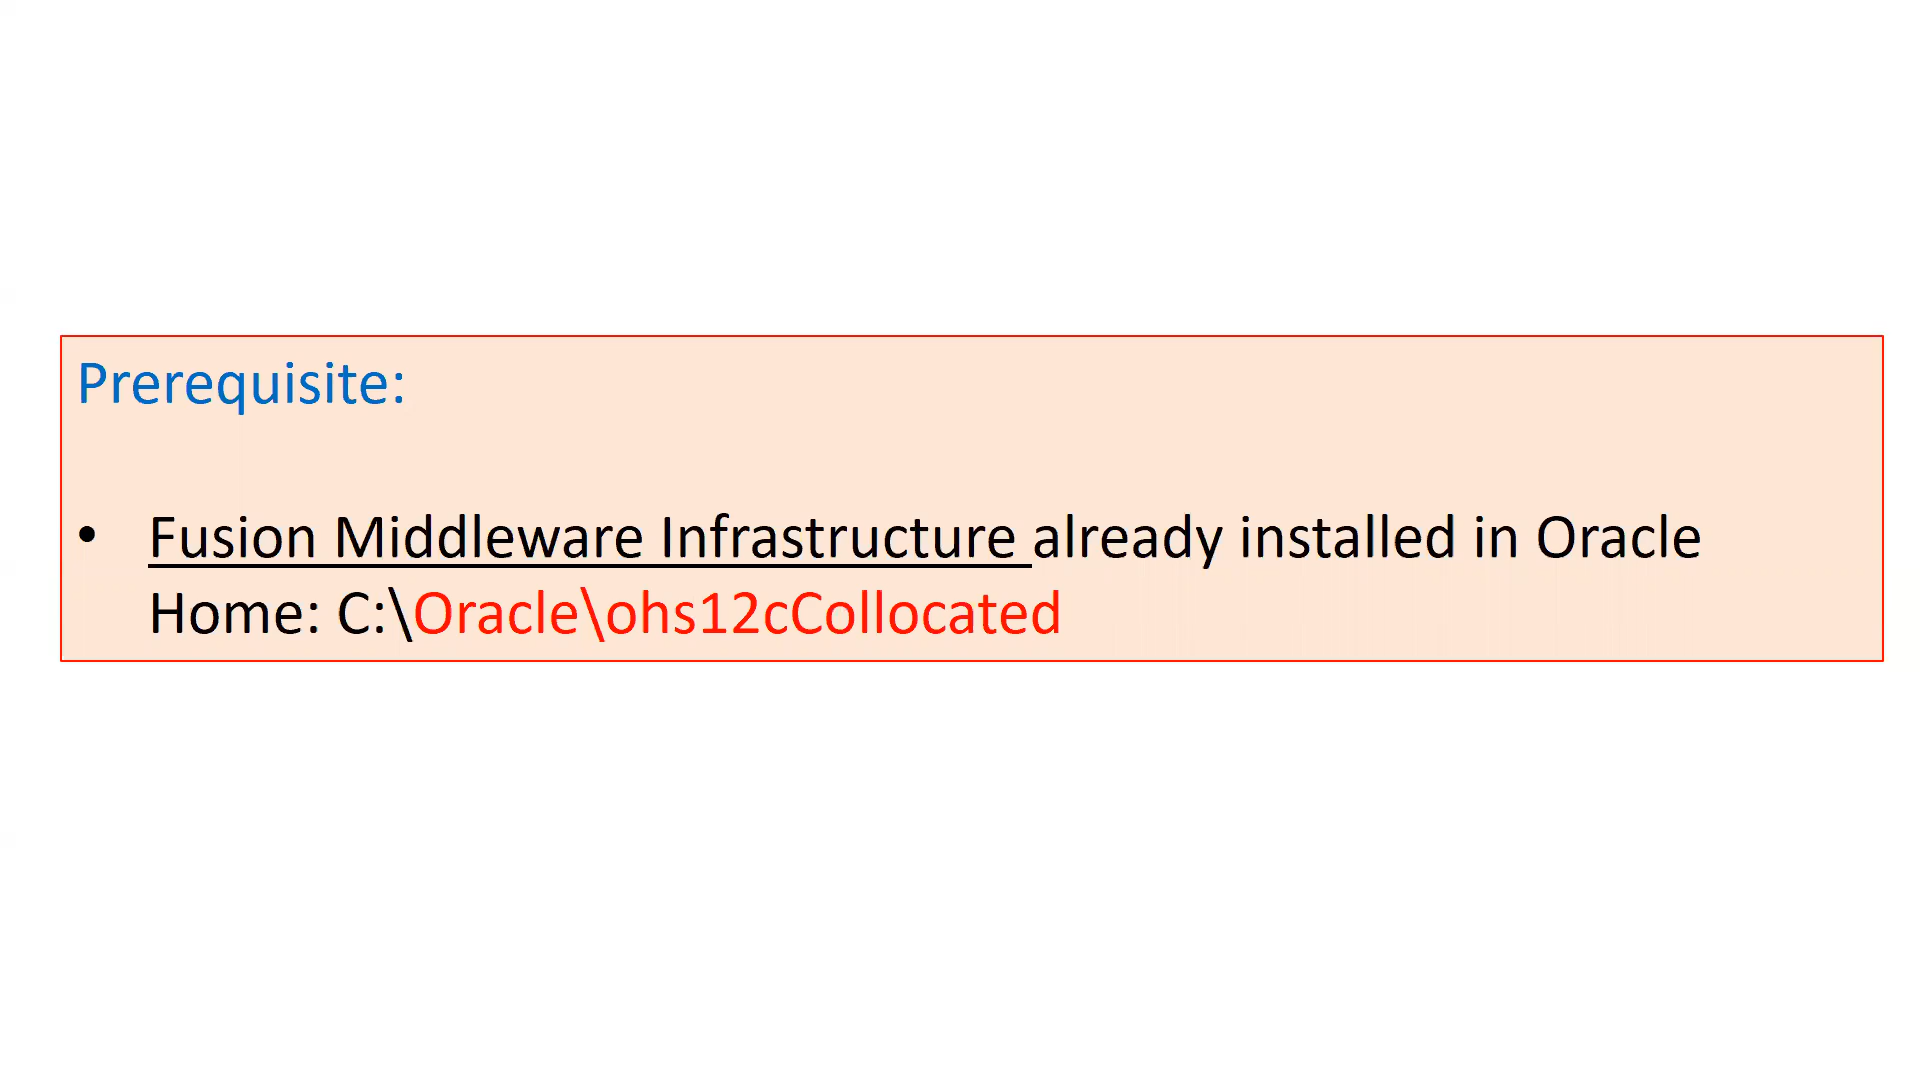 Prerequisite:
• Fusion Middleware Infrastructure already installed in Oracle
Home: C:\Oracle\ohs12cCollocated